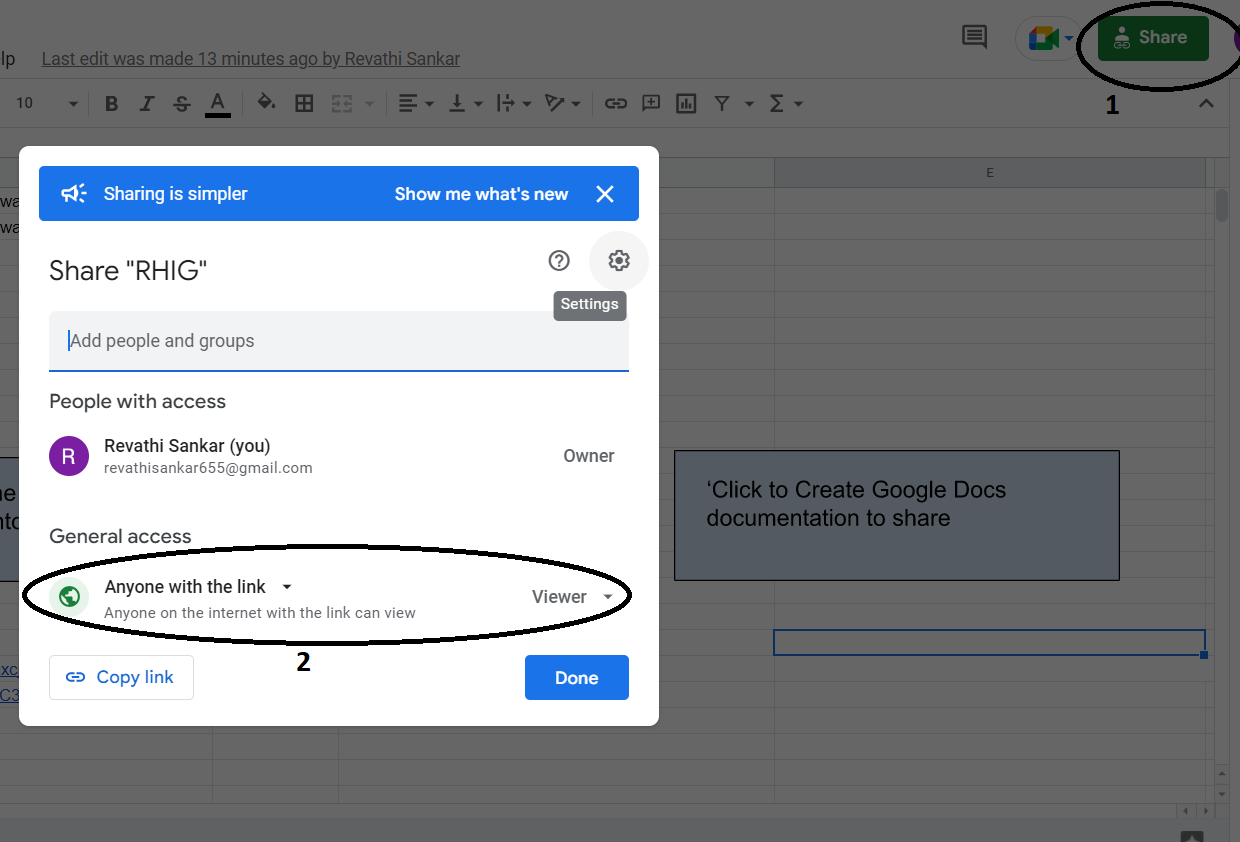 lp Last edit was made 13 minutes ago by Revathi Sankar
Share
10 B I S A
1
E
Sharing is simpler Show me what's new
wa
wa
Share "RHIG"
Settings
Add people and groups
People with access
R Revathi Sankar (you)
revathisankar655@gmail.com
Owner
‘Click to Create Google Docs
documentation to share
General access
Anyone with the link
Anyone on the internet with the link can view
Viewer
2
Copy link
Done